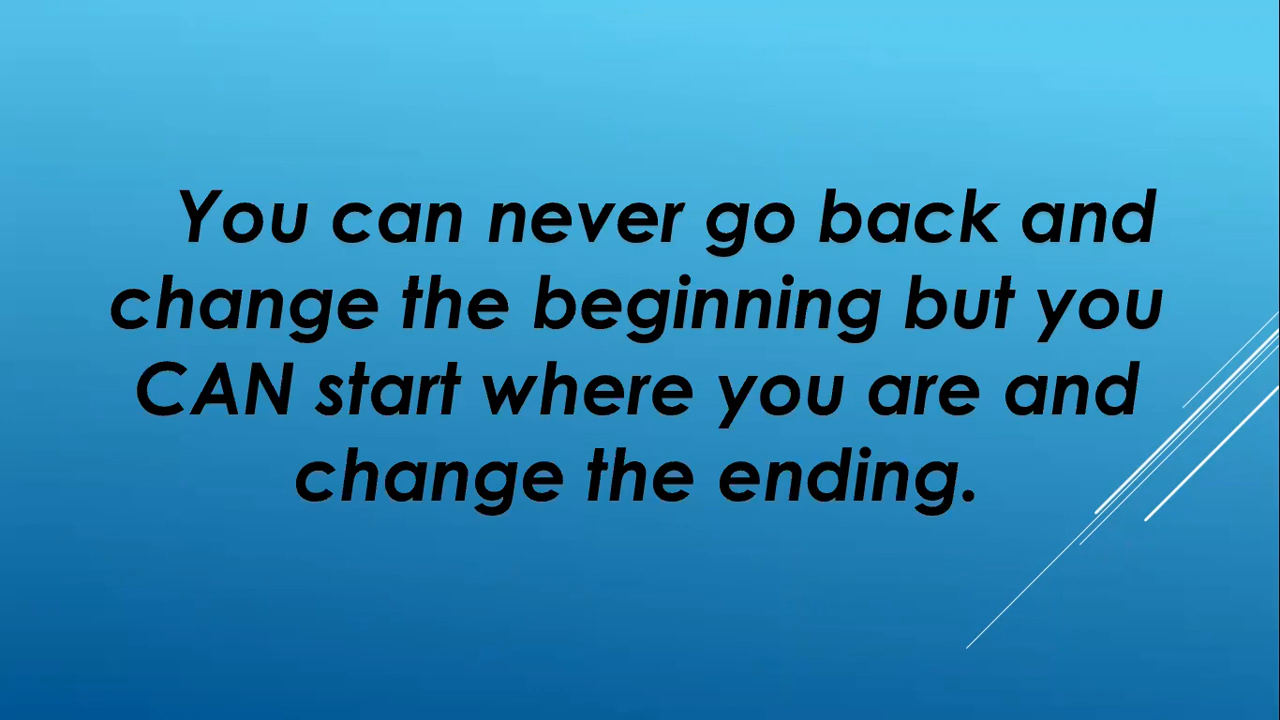 You can never go back and
change the beginning but you
CAN start where you are and
change the ending.